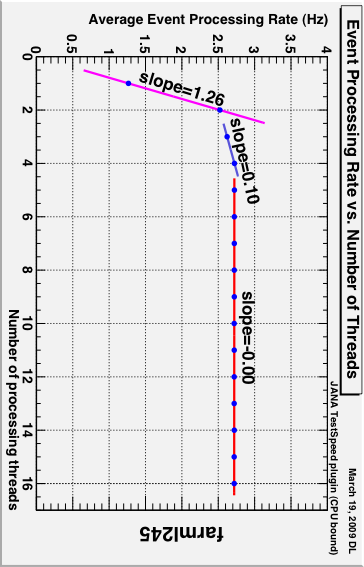 Event Processing Rate vs. Number of Threads
March 19, 2009 DL
JANA TestSpeed plugin (CPU bound)
Average Event Processing Rate (Hz)
4
3.5
3
2.5
2
1.5
1
0.5
0
slope=1.26
slope=0.10
slope=-0.00
0 2 4 6 8 10 12 14 16
Number of processing threads
farml245